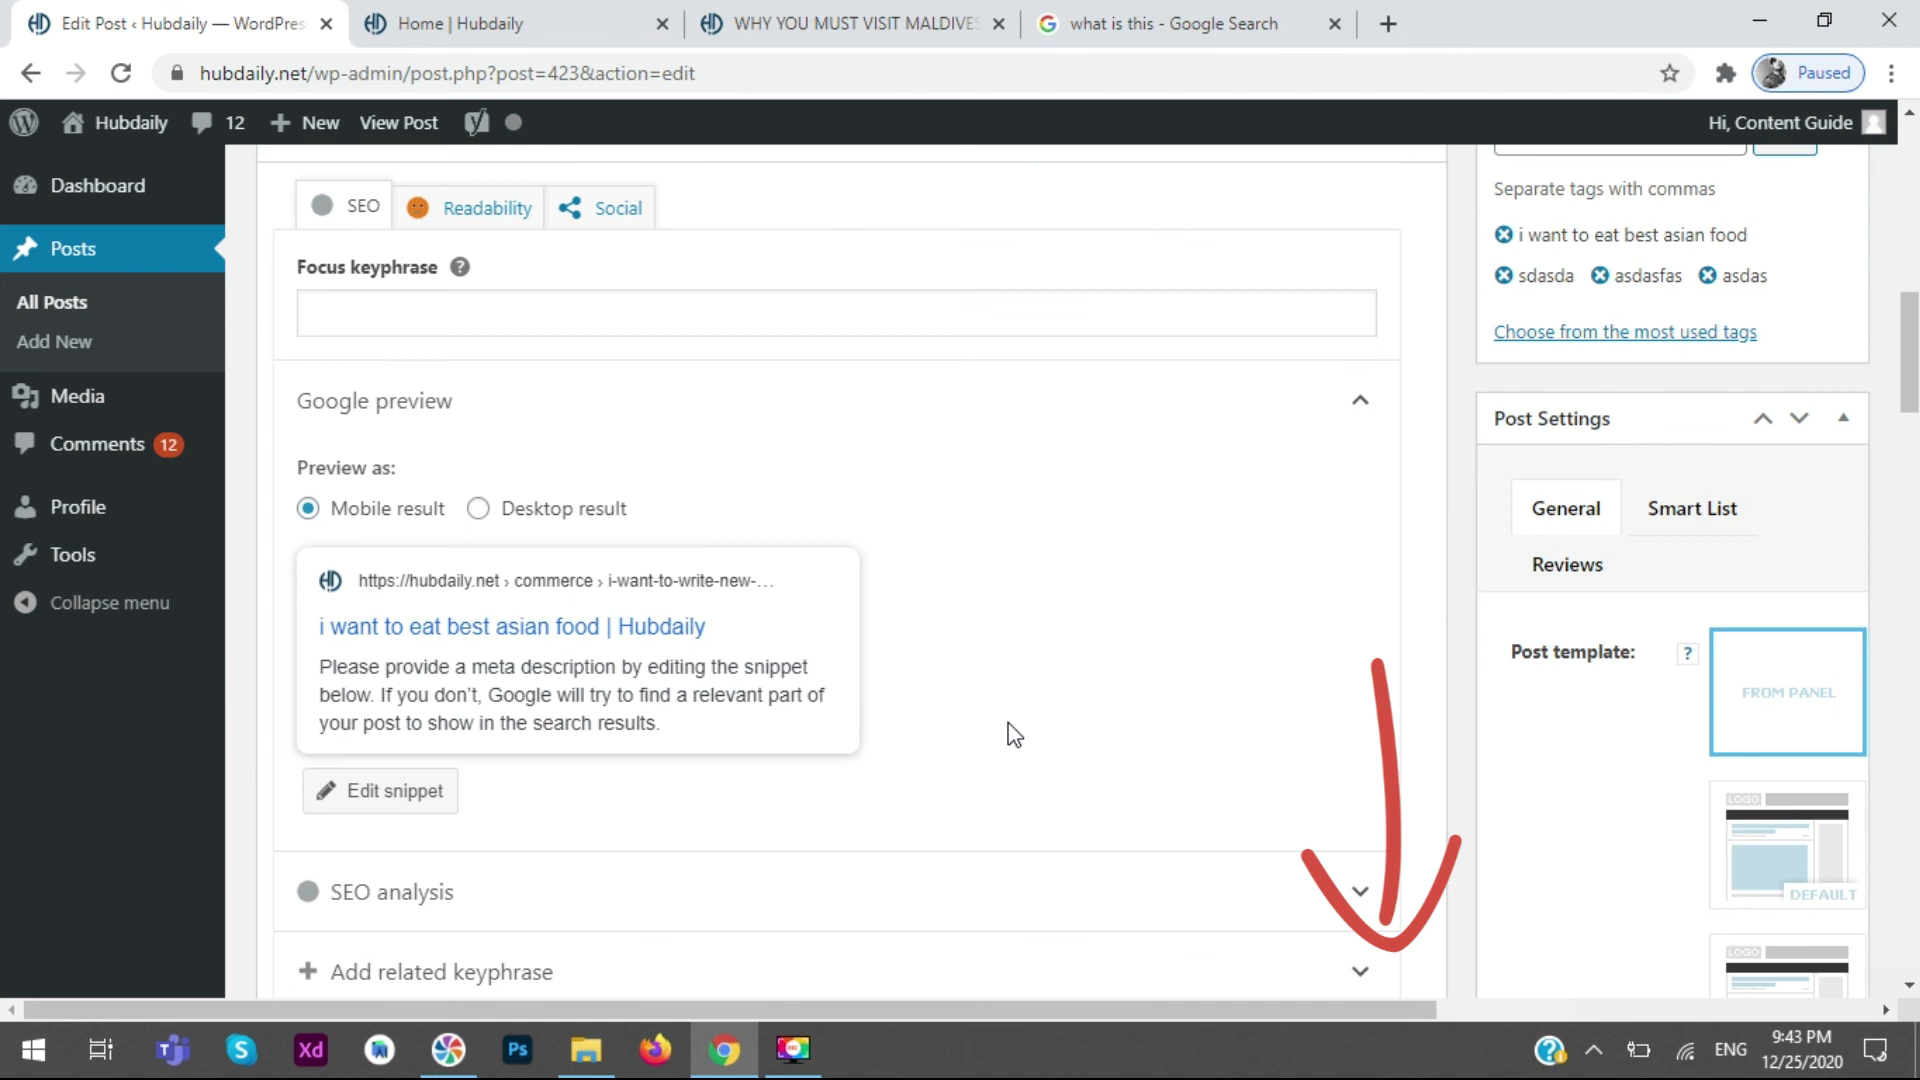 Edit Post ‹ Hubdaily — WordPres
Home | Hubdaily
WHY YOU MUST VISIT MALDIVES
what is this - Google Search
hubdaily.net/wp-admin/post.php?post=423&action=edit
Paused
Hubdaily
12
New
View Post
Hi, Content Guide
Dashboard
Posts
All Posts
Add New
Media
Comments 12
Profile
Tools
Collapse menu
SEO
Readability
Social
Focus keyphrase ?
Google preview
Preview as:
Mobile result
Desktop result
https://hubdaily.net › commerce › i-want-to-write-new-…
i want to eat best asian food | Hubdaily
Please provide a meta description by editing the snippet
below. If you don’t, Google will try to find a relevant part of
your post to show in the search results.
Edit snippet
SEO analysis
Add related keyphrase
Separate tags with commas
i want to eat best asian food
sdasda
asdasfas
asdas
Choose from the most used tags
Post Settings
General
Smart List
Reviews
Post template: ?
FROM PANEL
LOGO
DEFAULT
LOGO
Xd
Ps
ENG
9:43 PM
12/25/2020